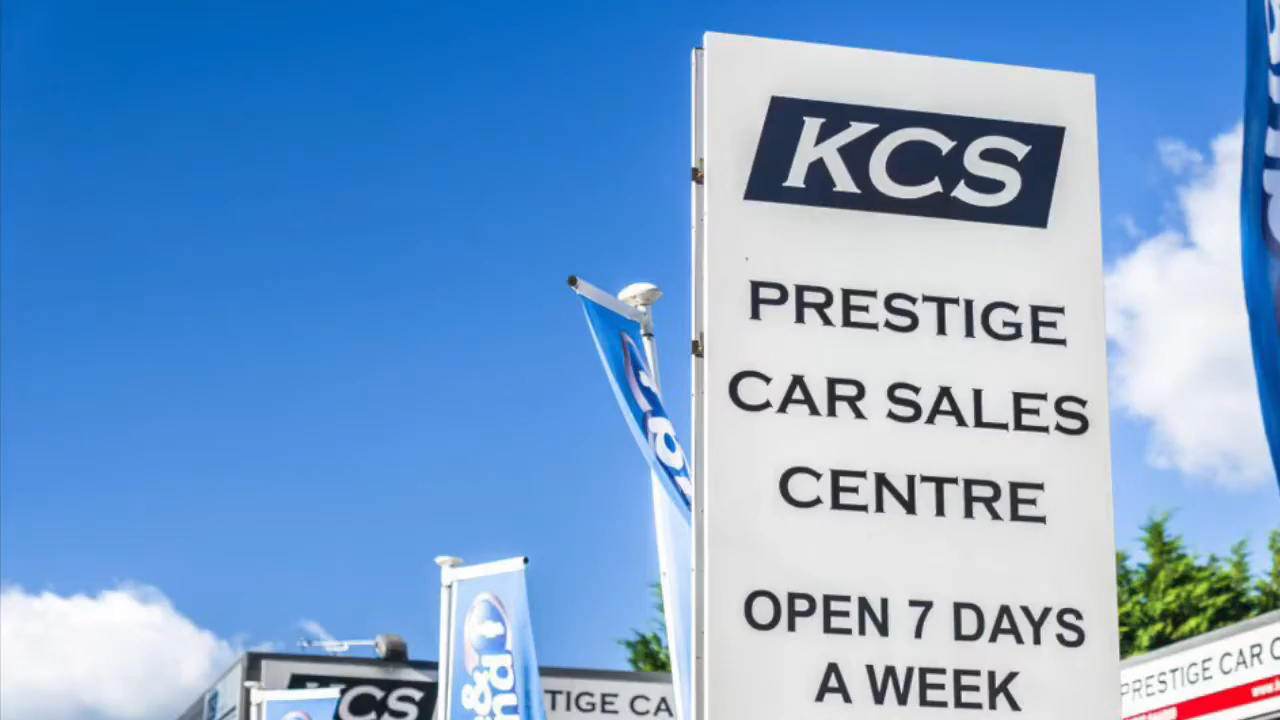 KCS
PRESTIGE
CAR SALES
CENTRE
OPEN 7 DAYS
A WEEK
KCS
TIGE CA
PRESTIGE CAR